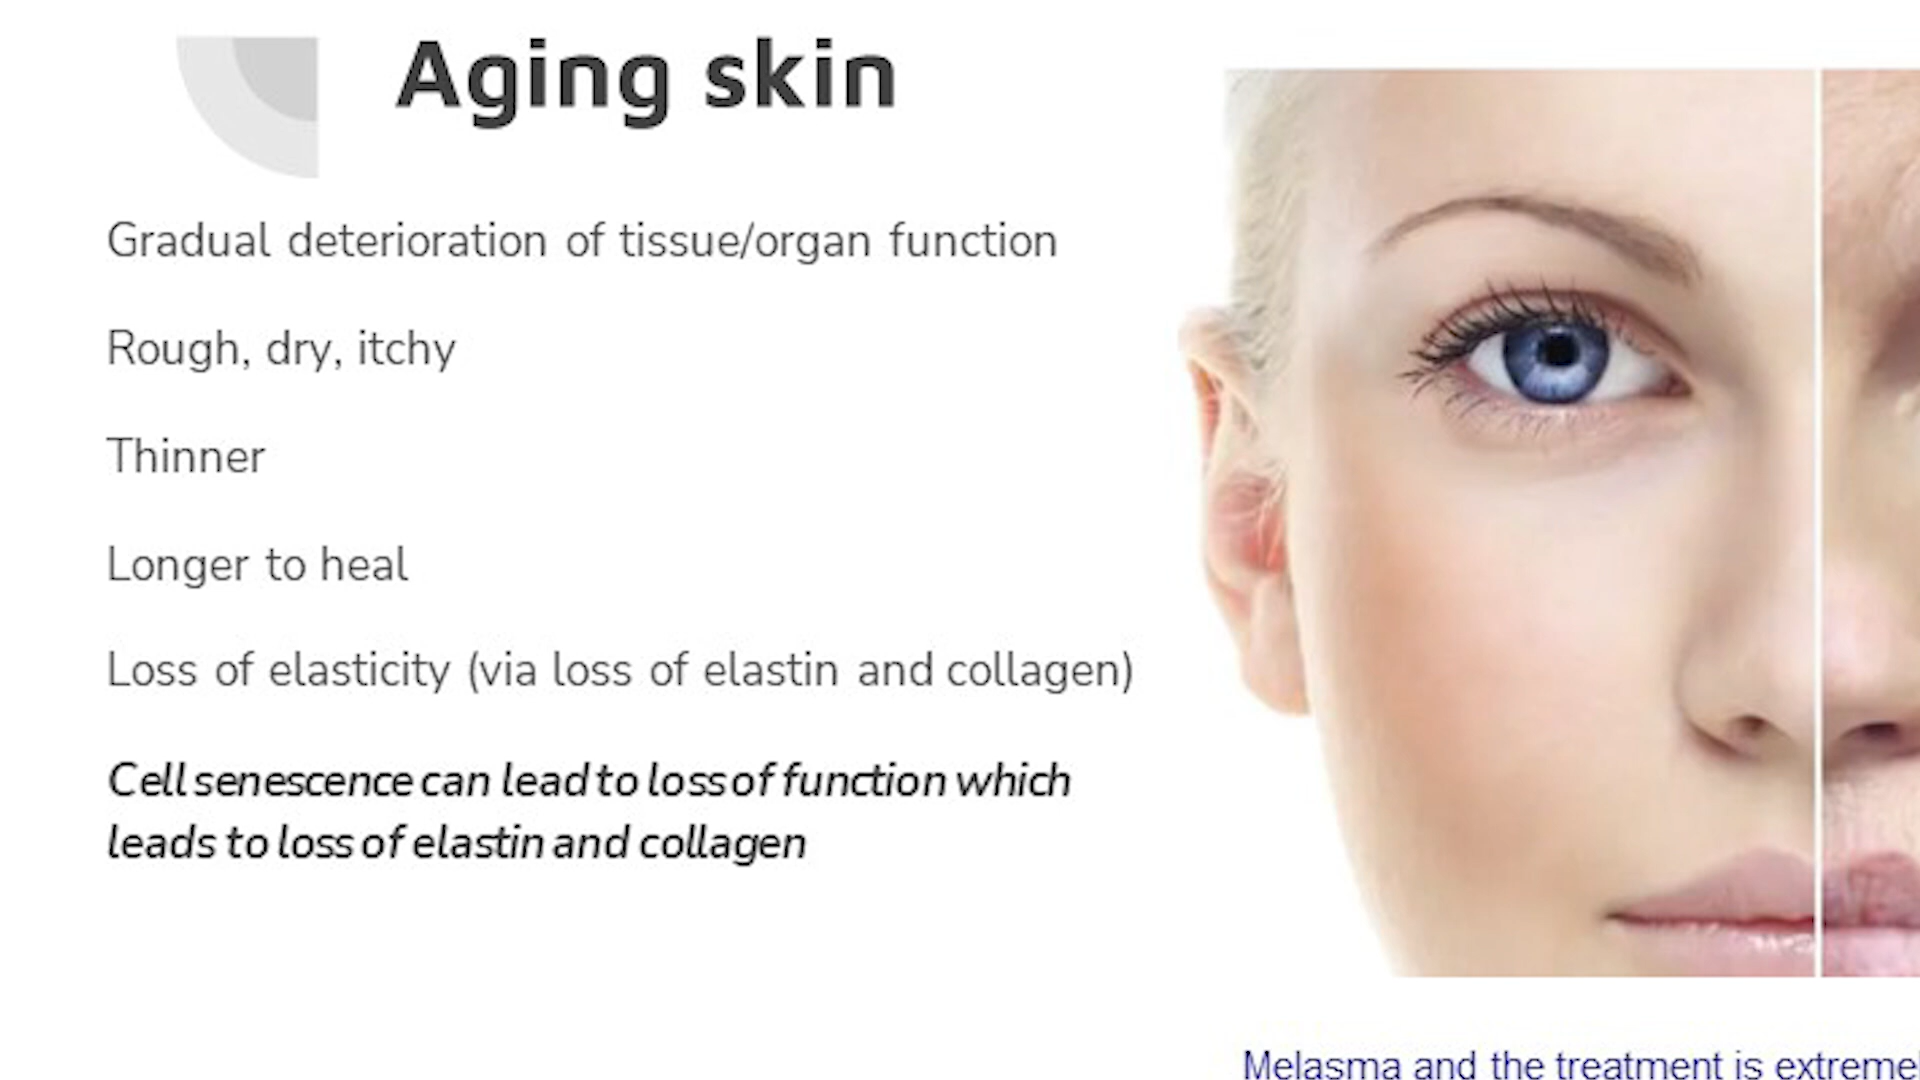 Aging skin
Gradual deterioration of tissue/organ function
Rough, dry, itchy
Thinner
Longer to heal
Loss of elasticity (via loss of elastin and collagen)
Cell senescence can lead to loss of function which
leads to loss of elastin and collagen
Melasma and the treatment is extreme